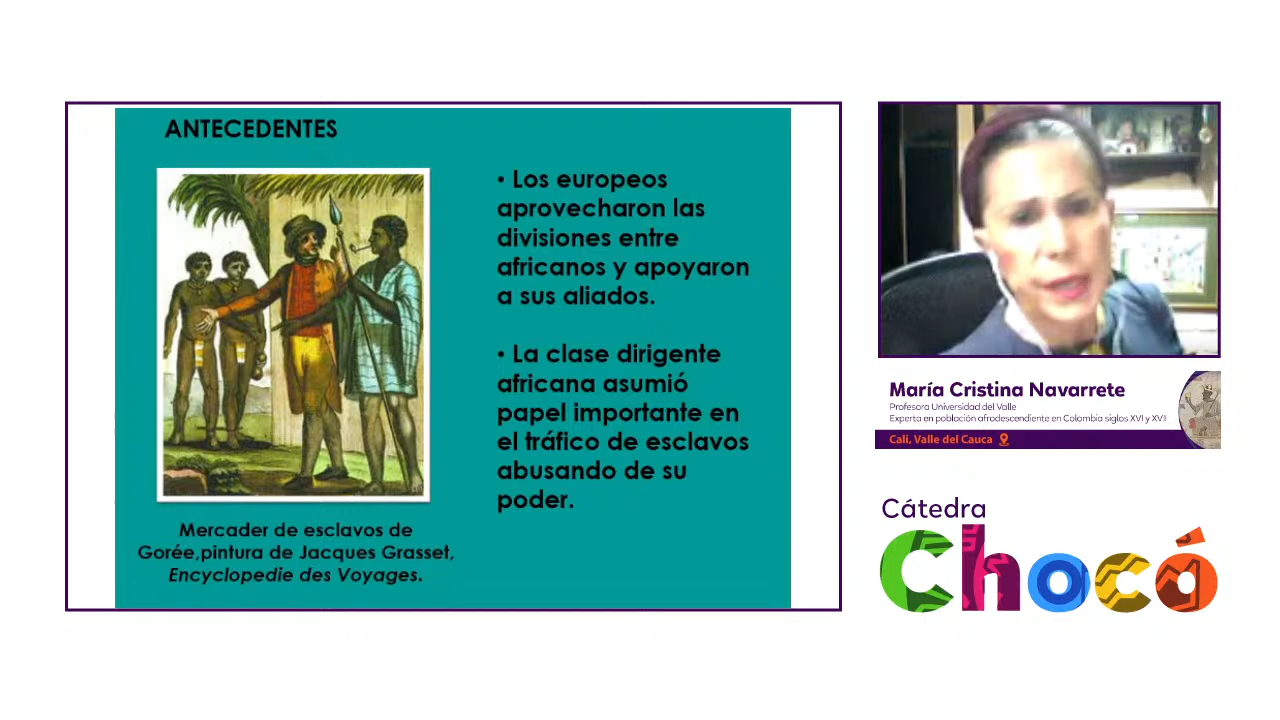 ANTECEDENTES
• Los europeos
aprovecharon las
divisiones entre
africanos y apoyaron
a sus aliados.
• La clase dirigente
africana asumió
papel importante en
el tráfico de esclavos
abusando de su
poder.
Mercader de esclavos de
Gorée,pintura de Jacques Grasset,
Encyclopedie des Voyages.
María Cristina Navarrete
Profesora Universidad del Valle
Experta en población afrodescendiente en Colombia siglos XVI y XVII
Cali, Valle del Cauca
Cátedra
Chocó